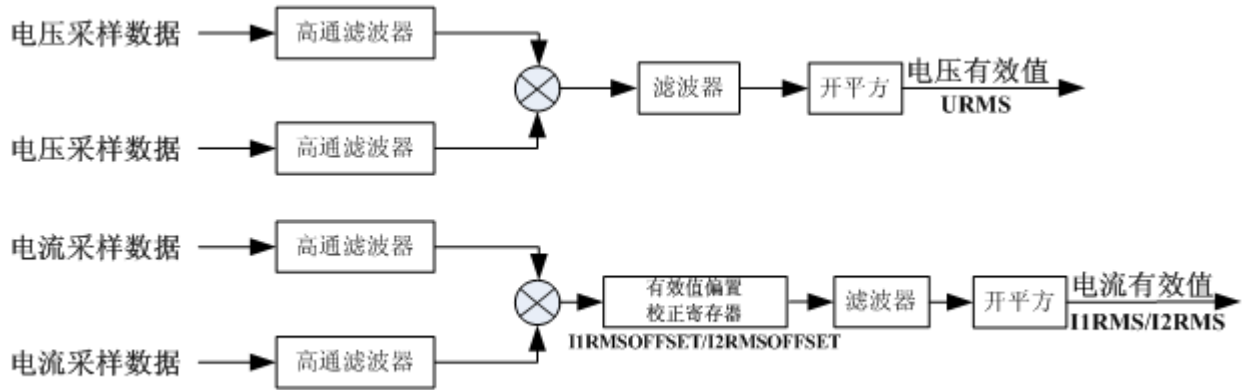 电压采样数据
高通滤波器
电压采样数据
高通滤波器
滤波器
开平方
电压有效值
URMS
电流采样数据
高通滤波器
电流采样数据
高通滤波器
有效值偏置
校正寄存器
I1RMSOFFSET/I2RMSOFFSET
滤波器
开平方
电流有效值
I1RMS/I2RMS